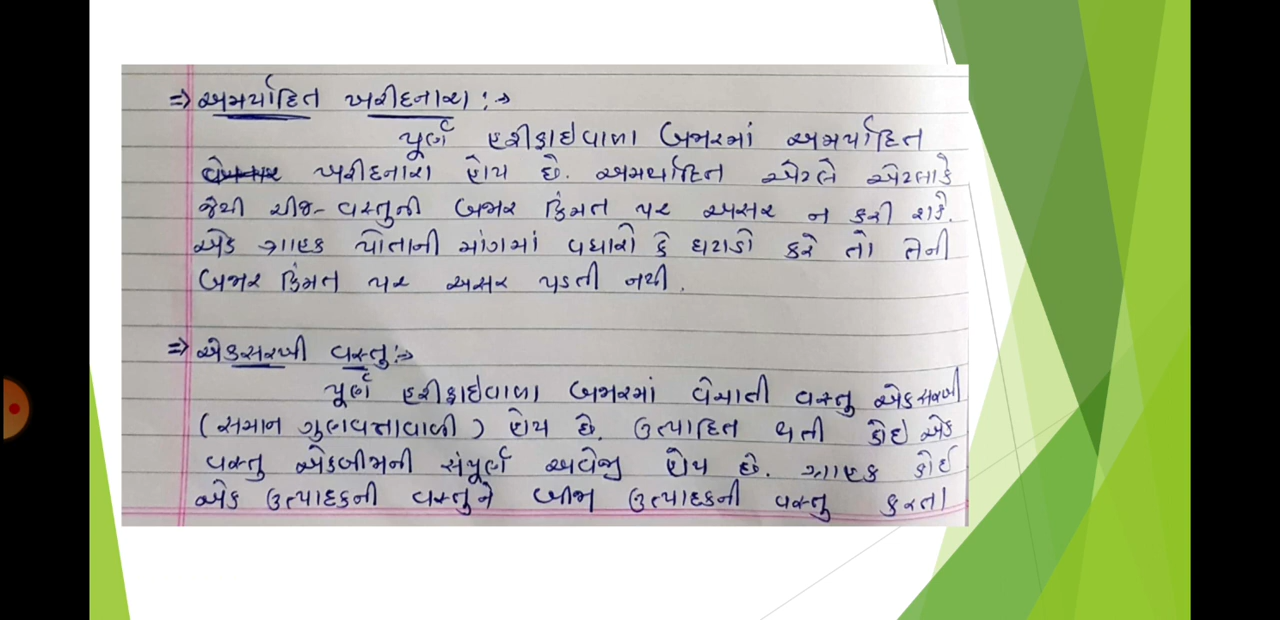 ⇒ અમર્યાદિત ખરીદનારા :→
પૂર્ણ હરીફાઈવાળા બજારમાં અમર્યાદિત
ખરીદનારા હોય છે. અમર્યાદિત એટલે એટલાકે
જેથી ચીજ-વસ્તુની બજાર કિંમત પર અસર ન કરી શકે.
એક ગ્રાહક પોતાની માંગમાં વધારો કે ઘટાડો કરે તો તેની
બજાર કિંમત પર અસર પડતી નથી.
⇒ એકસરખી વસ્તુ :→
પૂર્ણ હરીફાઈવાળા બજારમાં વેચાતી વસ્તુ એકસરખી
(સમાન ગુણવત્તાવાળી) હોય છે. ઉત્પાદિત થતી કોઈ એક
વસ્તુ એકબીજાની સંપૂર્ણ અવેજી હોય છે. ગ્રાહક કોઈ
એક ઉત્પાદકની વસ્તુને બીજા ઉત્પાદકની વસ્તુ કરતા